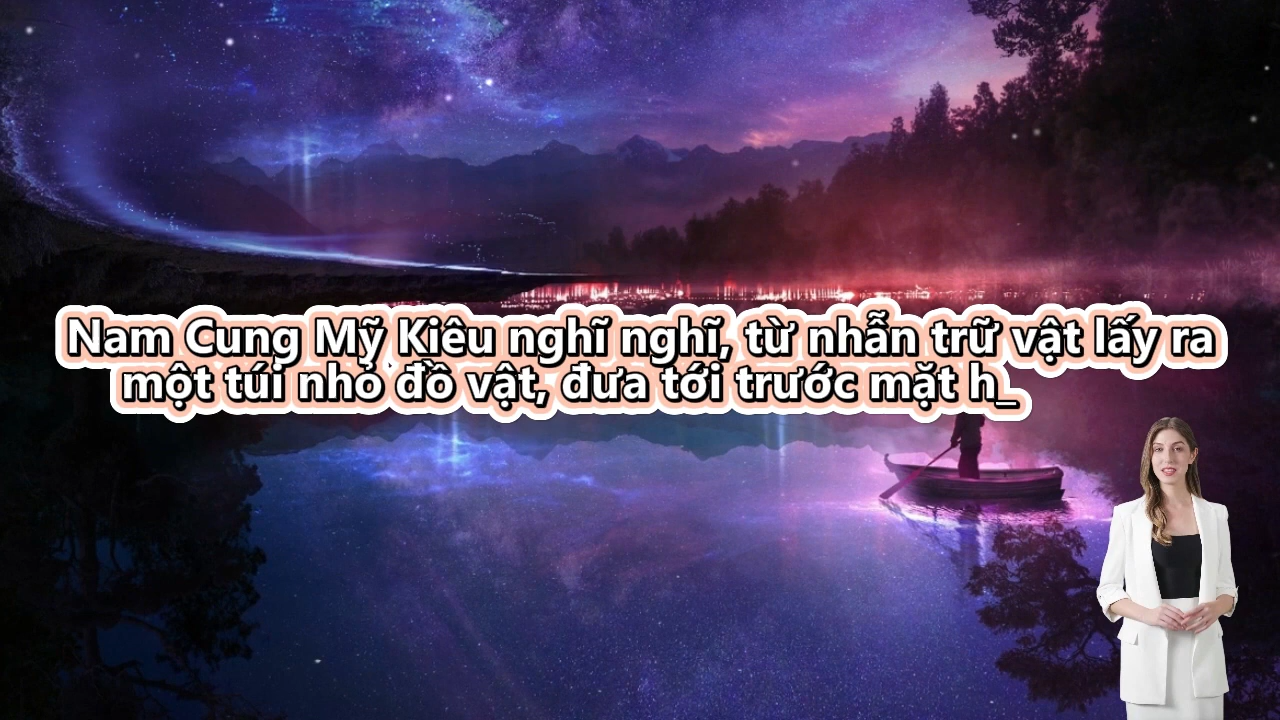 Nam Cung Mỹ Kiêu nghĩ nghĩ, từ nhẫn trữ vật lấy ra
một túi nhỏ đồ vật, đưa tới trước mặt h_